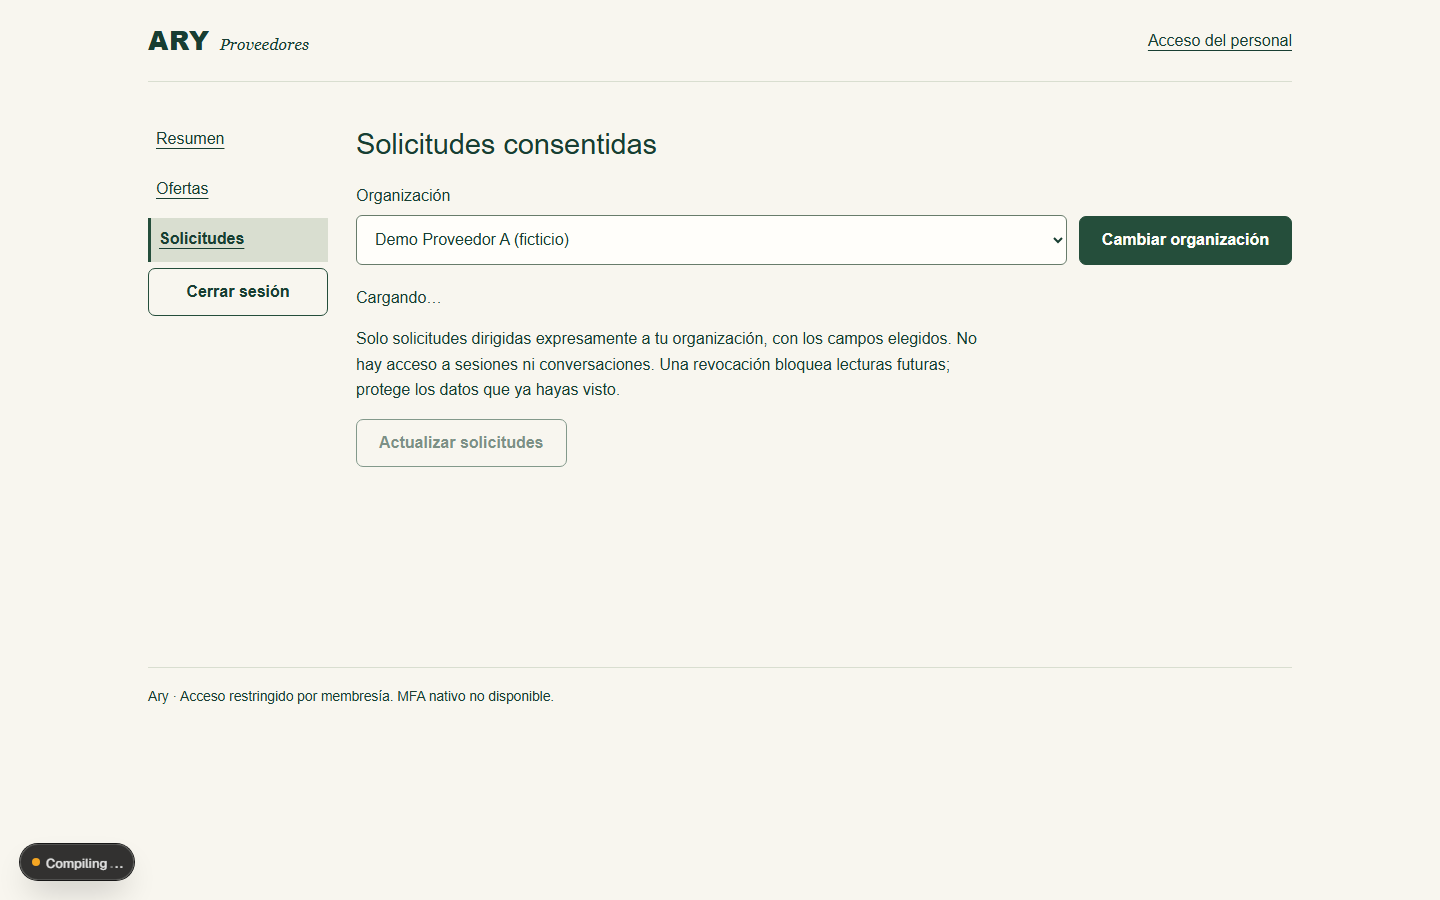 ARY Proveedores
Acceso del personal
Resumen
Ofertas
Solicitudes
Cerrar sesión
Solicitudes consentidas
Organización
Demo Proveedor A (ficticio)
Cambiar organización
Cargando…
Solo solicitudes dirigidas expresamente a tu organización, con los campos elegidos. No
hay acceso a sesiones ni conversaciones. Una revocación bloquea lecturas futuras;
protege los datos que ya hayas visto.
Actualizar solicitudes
Ary · Acceso restringido por membresía. MFA nativo no disponible.
Compiling ...